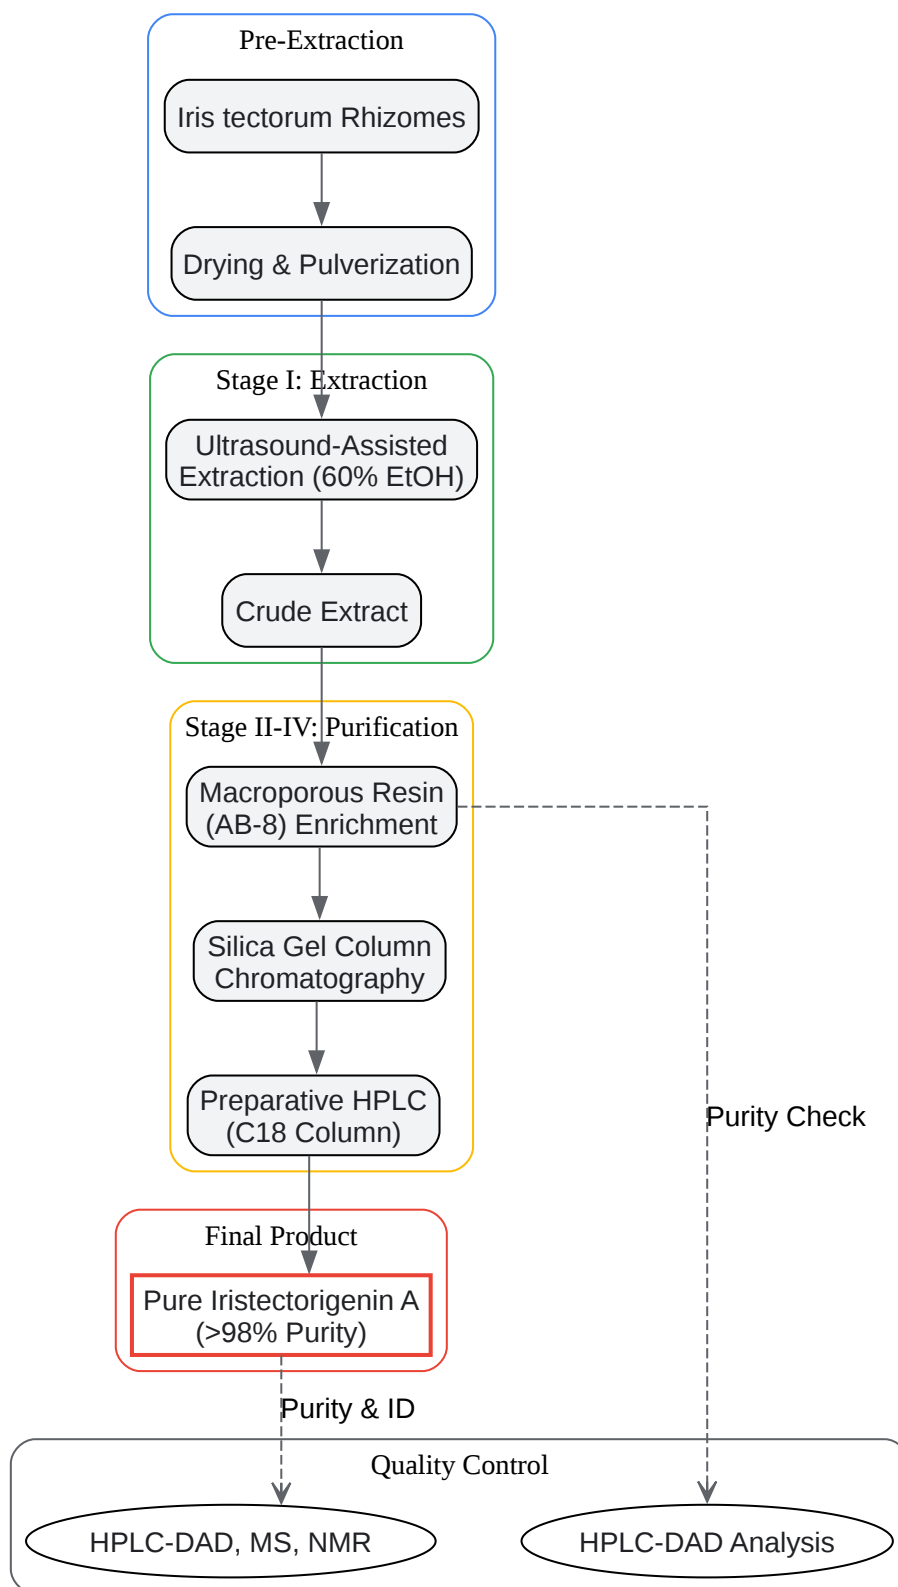 Pre-Extraction
Iris tectorum Rhizomes
Drying & Pulverization
Stage I: Extraction
Ultrasound-Assisted
Extraction (60% EtOH)
Crude Extract
Stage II-IV: Purification
Macroporous Resin
(AB-8) Enrichment
Silica Gel Column
Chromatography
Preparative HPLC
(C18 Column)
Purity Check
Final Product
Pure Iristectorigenin A
(>98% Purity)
Purity & ID
Quality Control
HPLC-DAD, MS, NMR
HPLC-DAD Analysis